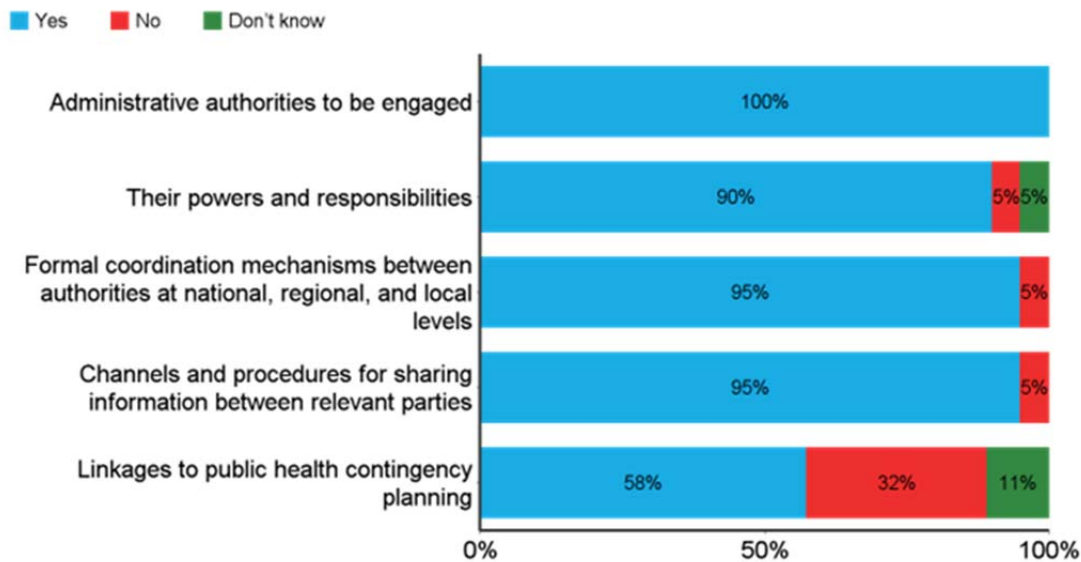 Yes No Don't know
Administrative authorities to be engaged
100%
Their powers and responsibilities
90% 5% 5%
Formal coordination mechanisms between
authorities at national, regional, and local
levels
95% 5%
Channels and procedures for sharing
information between relevant parties
95% 5%
Linkages to public health contingency
planning
58% 32% 11%
0% 50% 100%